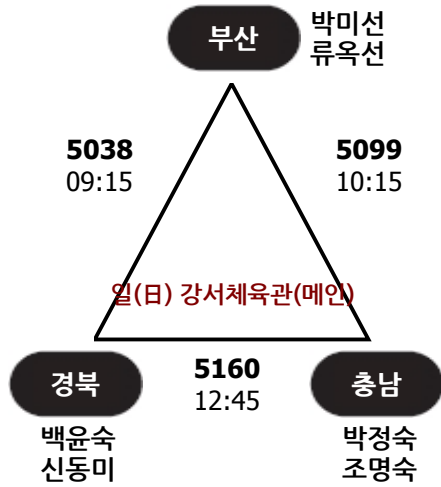 부산
박미선
류옥선
5038
09:15
5099
10:15
일(日) 강서체육관(메인)
경북
5160
12:45
충남
백윤숙
신동미
박정숙
조명숙